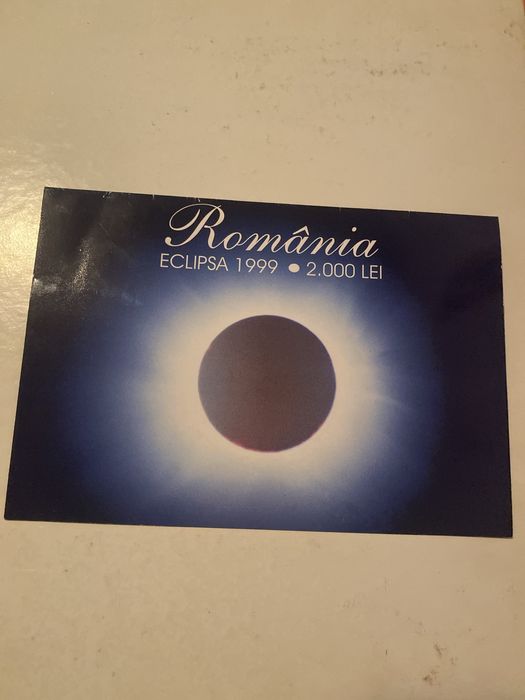 România
ECLIPSA 1999 ● 2.000 LEI